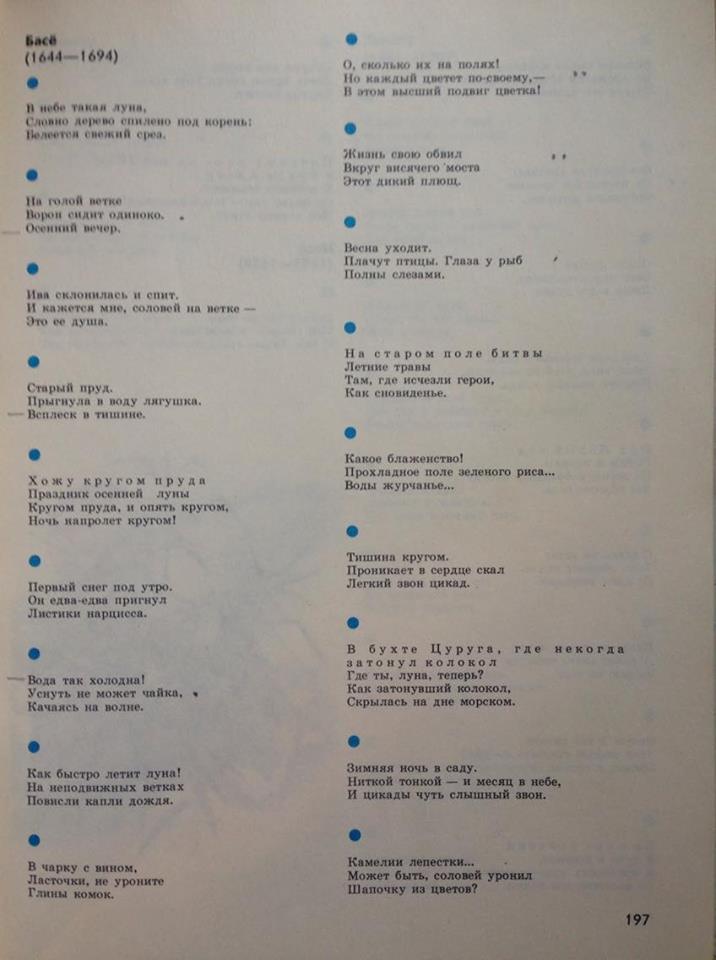 Басё
(1644—1694)
В небе такая луна,
Словно дерево спилено под корень:
Белеется свежий срез.
На голой ветке
Ворон сидит одиноко.
Осенний вечер.
Ива склонилась и спит.
И кажется мне, соловей на ветке —
Это ее душа.
Старый пруд.
Прыгнула в воду лягушка.
Всплеск в тишине.
Хожу кругом пруда
Праздник осенней луны
Кругом пруда, и опять кругом,
Ночь напролет кругом!
Первый снег под утро.
Он едва-едва пригнул
Листики нарцисса.
Вода так холодна!
Уснуть не может чайка,
Качаясь на волне.
Как быстро летит луна!
На неподвижных ветках
Повисли капли дождя.
В чарку с вином,
Ласточки, не уроните
Глины комок.
О, сколько их на полях!
Но каждый цветет по-своему,—
В этом высший подвиг цветка!
Жизнь свою обвил
Вкруг висячего моста
Этот дикий плющ.
Весна уходит.
Плачут птицы. Глаза у рыб
Полны слезами.
На старом поле битвы
Летние травы
Там, где исчезли герои,
Как сновиденье.
Какое блаженство!
Прохладное поле зеленого риса...
Воды журчанье...
Тишина кругом.
Проникает в сердце скал
Легкий звон цикад.
В бухте Цуруга, где некогда
затонул колокол
Где ты, луна, теперь?
Как затонувший колокол,
Скрылась на дне морском.
Зимняя ночь в саду.
Ниткой тонкой — и месяц в небе,
И цикады чуть слышный звон.
Камелии лепестки...
Может быть, соловей уронил
Шапочку из цветов?
197